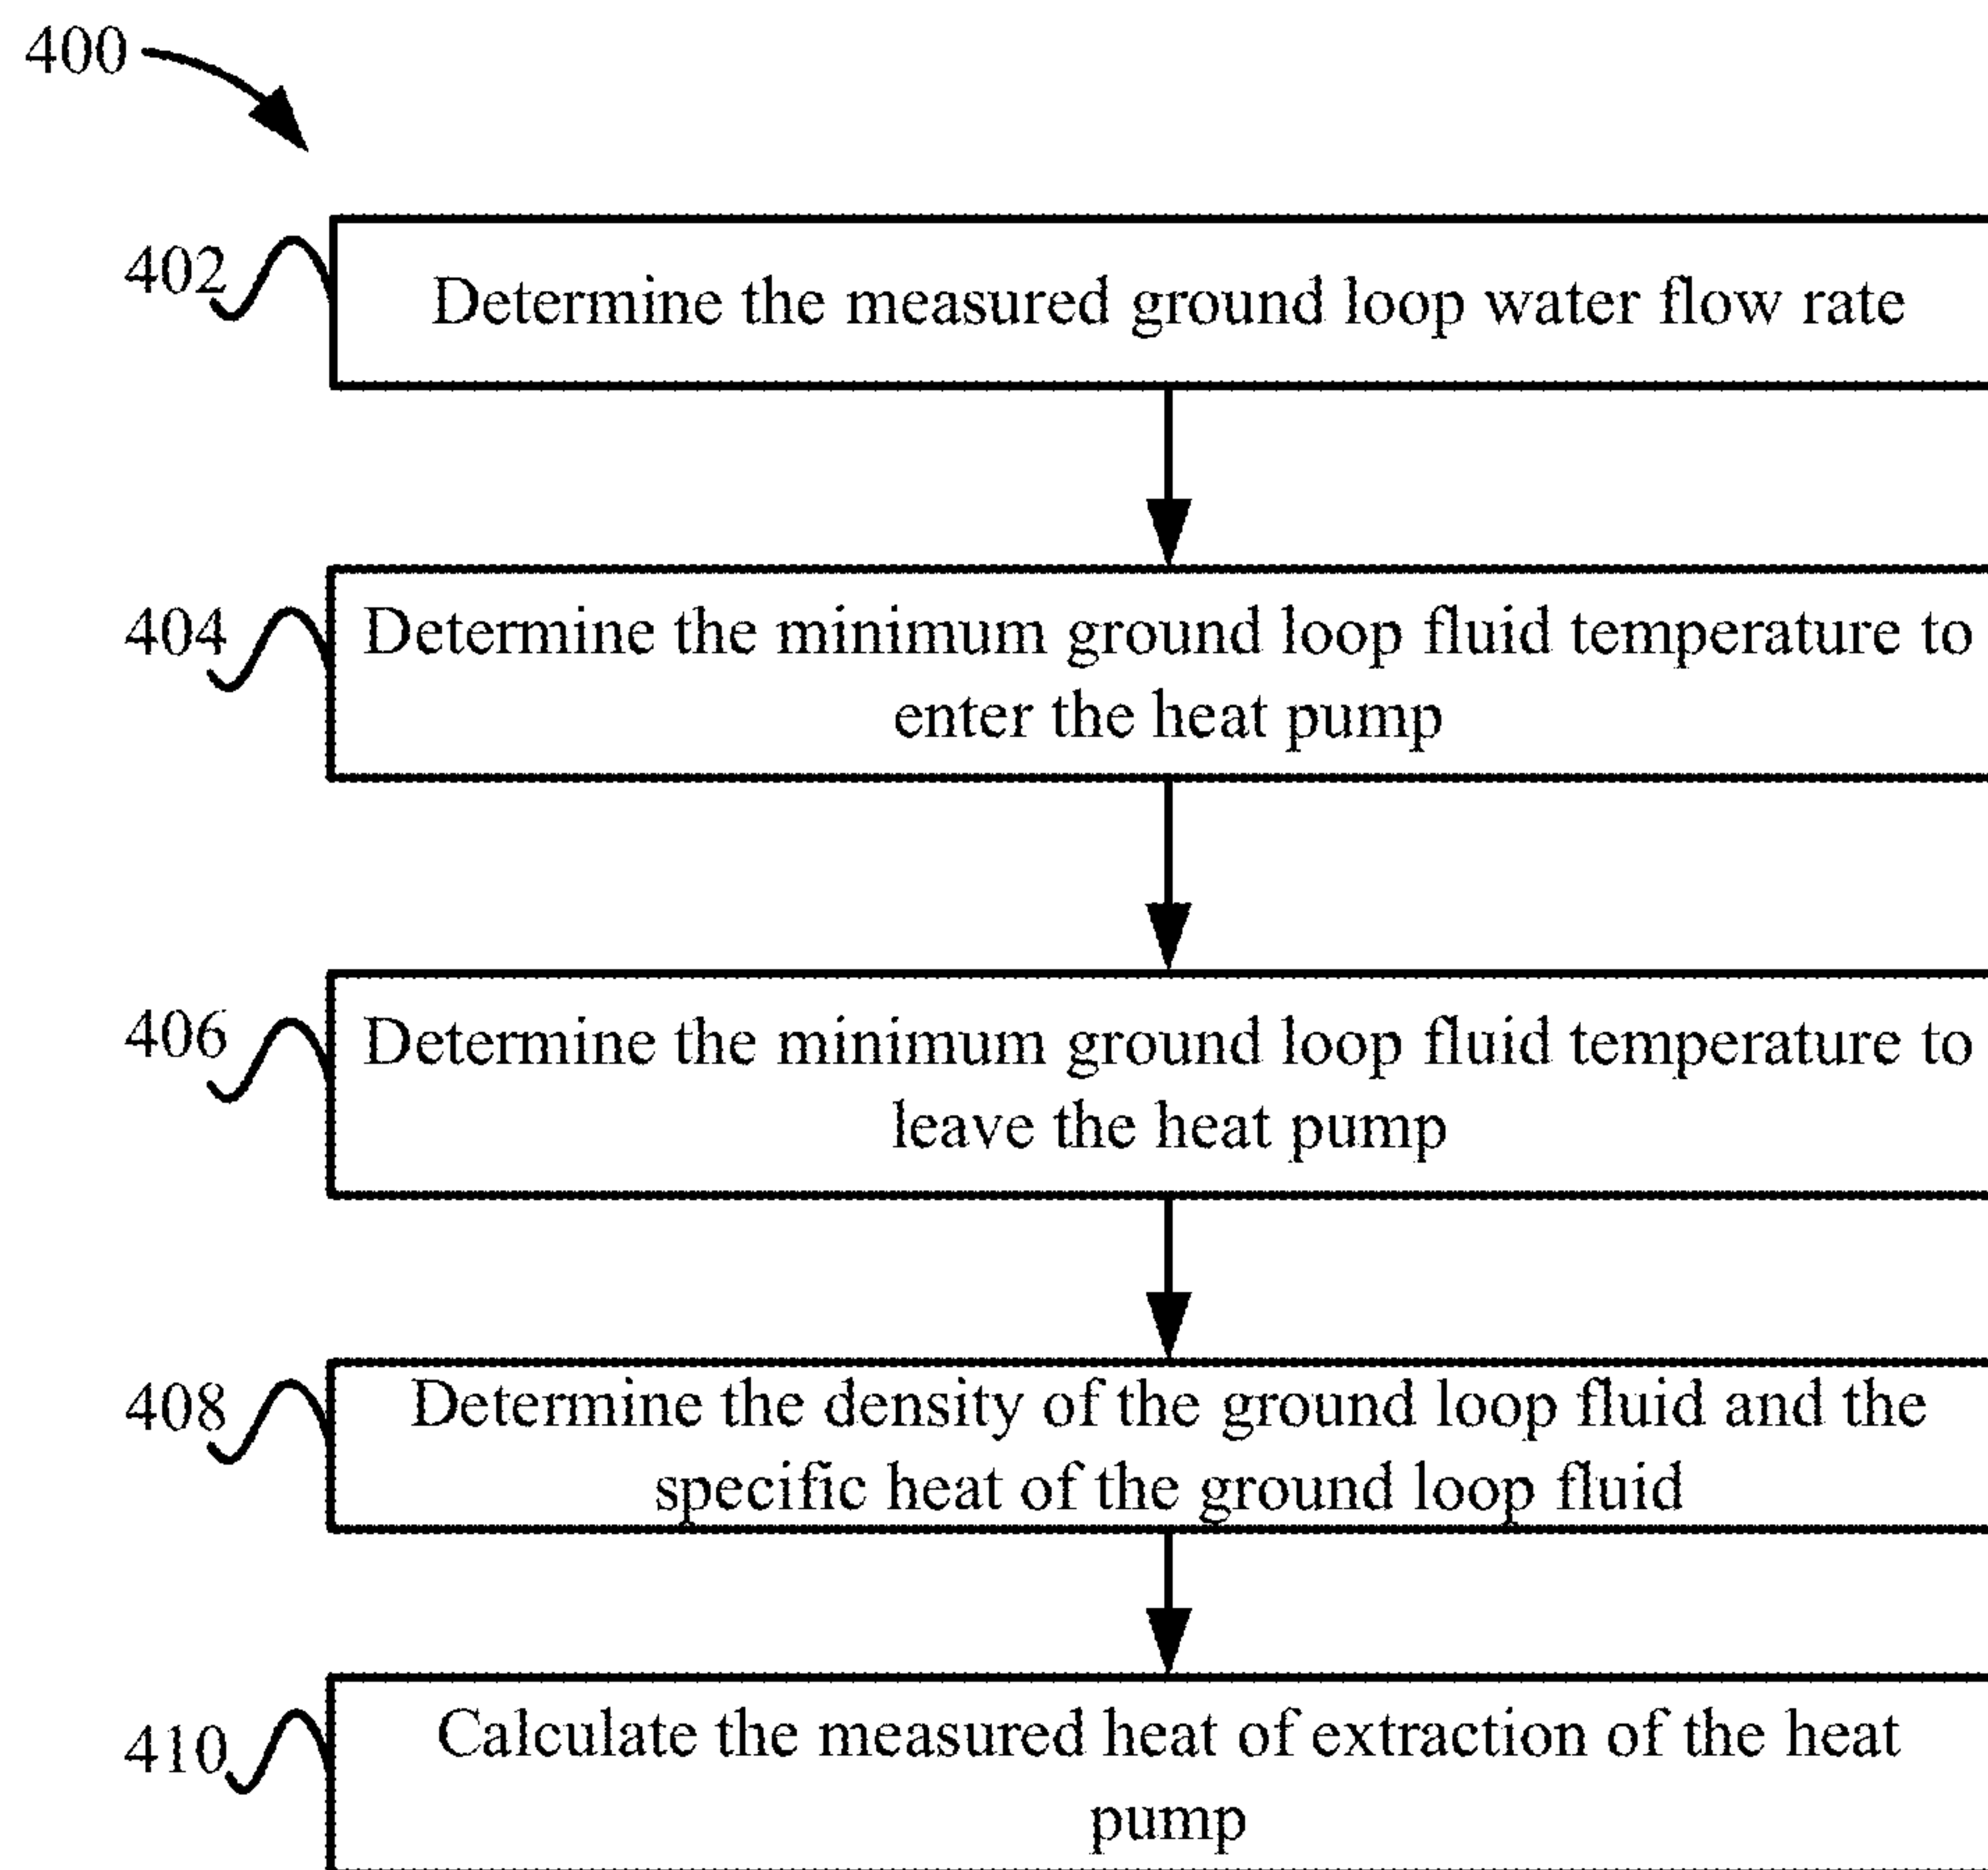 400
402
Determine the measured ground loop water flow rate
404
Determine the minimum ground loop fluid temperature to
enter the heat pump
406
Determine the minimum ground loop fluid temperature to
leave the heat pump
408
Determine the density of the ground loop fluid and the
specific heat of the ground loop fluid
410
Calculate the measured heat of extraction of the heat
pump